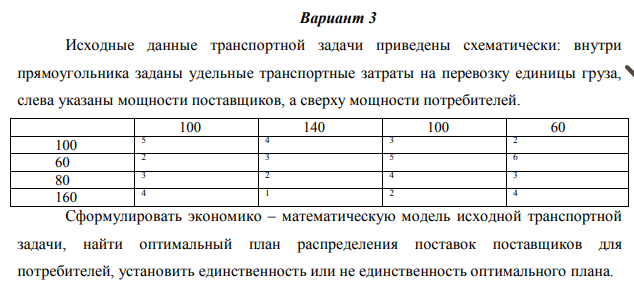 Вариант 3
Исходные данные транспортной задачи приведены схематически: внутри
прямоугольника заданы удельные транспортные затраты на перевозку единицы груза,
слева указаны мощности поставщиков, а сверху мощности потребителей.
100 140 100 60
100 5 4 3 2
60 2 3 5 6
80 3 2 4 3
160 4 1 2 4
Сформулировать экономико – математическую модель исходной транспортной
задачи, найти оптимальный план распределения поставок поставщиков для
потребителей, установить единственность или не единственность оптимального плана.